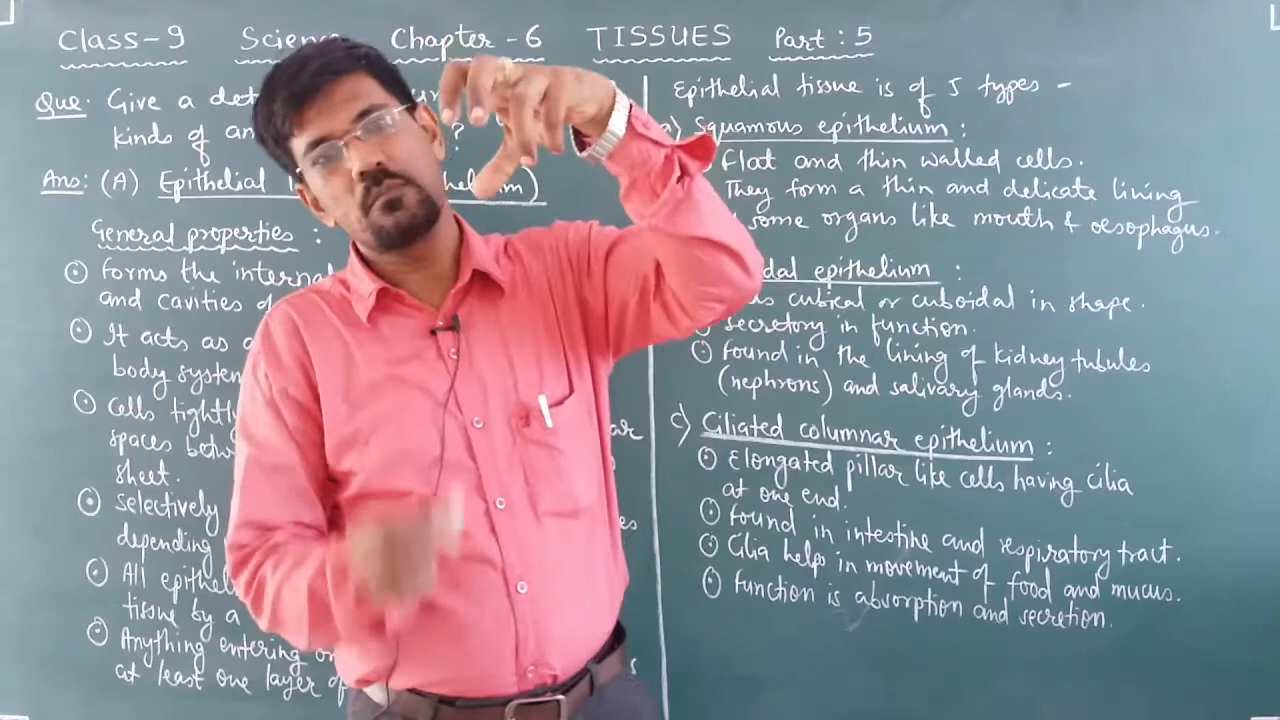 Class-9 Science Chapter-6 TISSUES Part:5
Que. Give a
kinds of
?
Ans: (A) Epithelial
General properties :
forms the internal
and cavities
It acts as a
body system
Cells tightly
spaces
sheet.
Selectively
depending
All
tissue by a
Anything entering
at least one layer of
Epithelial tissue is of 5 types -
a) Squamous epithelium :
Flat and thin walled cells.
They form a thin and delicate lining
some organs like mouth & oesophagus.
epithelium :
cubical or cuboidal in shape.
secretory in function.
found in the lining of kidney tubules
(nephrons) and salivary glands.
c) Ciliated columnar epithelium :
Elongated pillar like cells having cilia
at one end.
found in intestine and respiratory tract.
Cilia helps in movement of food and mucus.
Function is absorption and secretion.